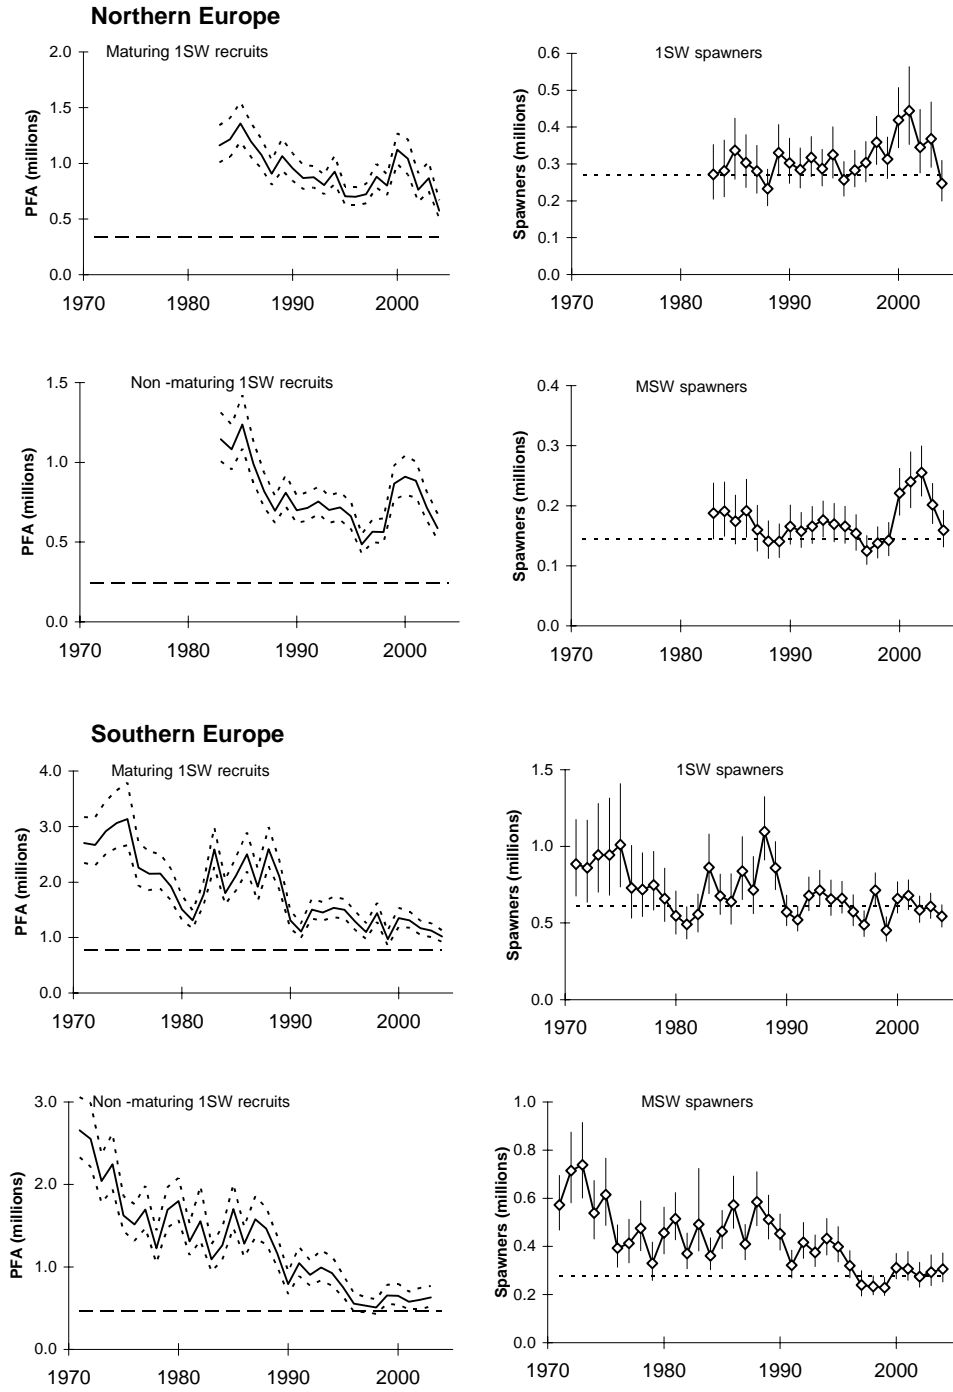 Northern Europe
Maturing 1SW recruits
PFA (millions)
2.0
1.5
1.0
0.5
0.0
1970 1980 1990 2000
1SW spawners
Spawners (millions)
0.6
0.5
0.4
0.3
0.2
0.1
0.0
1970 1980 1990 2000
Non -maturing 1SW recruits
PFA (millions)
1.5
1.0
0.5
0.0
1970 1980 1990 2000
MSW spawners
Spawners (millions)
0.4
0.3
0.2
0.1
0.0
1970 1980 1990 2000
Southern Europe
Maturing 1SW recruits
PFA (millions)
4.0
3.0
2.0
1.0
0.0
1970 1980 1990 2000
1SW spawners
Spawners (millions)
1.5
1.0
0.5
0.0
1970 1980 1990 2000
Non -maturing 1SW recruits
PFA (millions)
3.0
2.0
1.0
0.0
1970 1980 1990 2000
MSW spawners
Spawners (millions)
1.0
0.8
0.6
0.4
0.2
0.0
1970 1980 1990 2000